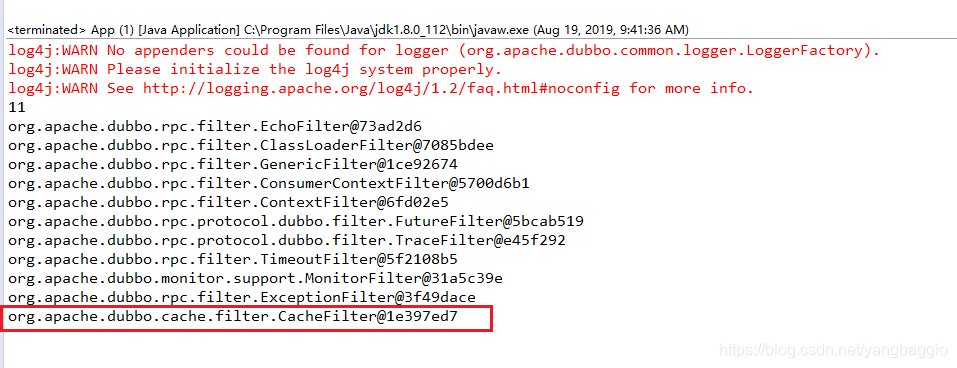 <terminated> App (1) [Java Application] C:\Program Files\Java\jdk1.8.0_112\bin\javaw.exe (Aug 19, 2019, 9:41:36 AM)
log4j:WARN No appenders could be found for logger (org.apache.dubbo.common.logger.LoggerFactory).
log4j:WARN Please initialize the log4j system properly.
log4j:WARN See http://logging.apache.org/log4j/1.2/faq.html#noconfig for more info.
11
org.apache.dubbo.rpc.filter.EchoFilter@73ad2d6
org.apache.dubbo.rpc.filter.ClassLoaderFilter@7085bdee
org.apache.dubbo.rpc.filter.GenericFilter@1ce92674
org.apache.dubbo.rpc.filter.ConsumerContextFilter@5700d6b1
org.apache.dubbo.rpc.filter.ContextFilter@6fd02e5
org.apache.dubbo.rpc.protocol.dubbo.filter.FutureFilter@5bcab519
org.apache.dubbo.rpc.protocol.dubbo.filter.TraceFilter@e45f292
org.apache.dubbo.rpc.filter.TimeoutFilter@5f2108b5
org.apache.dubbo.monitor.support.MonitorFilter@31a5c39e
org.apache.dubbo.rpc.filter.ExceptionFilter@3f49dace
org.apache.dubbo.cache.filter.CacheFilter@1e397ed7
https://blog.csdn.net/yangbaggio